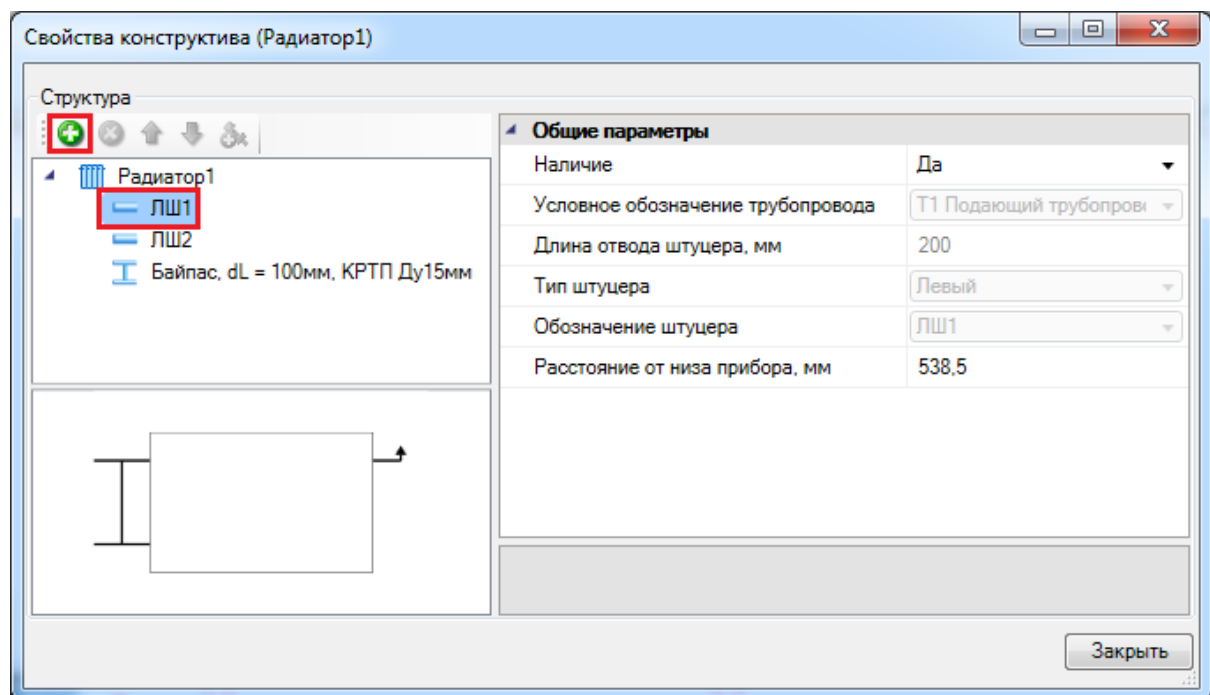 Свойства конструктива (Радиатор1)
Структура
Общие параметры
Радиатор1
ЛШ1
ЛШ2
Байпас, dL = 100мм, КРТП Ду15мм
Наличие Да
Условное обозначение трубопровода Т1 Подающий трубопров
Длина отвода штуцера, мм 200
Тип штуцера Левый
Обозначение штуцера ЛШ1
Расстояние от низа прибора, мм 538,5
Закрыть